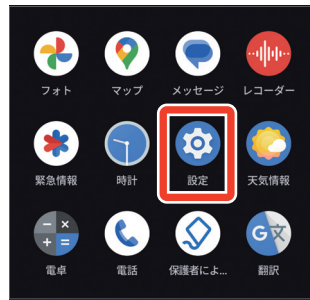 フォト
マップ
メッセージ
レコーダー
緊急情報
時計
設定
天気情報
電卓
電話
保護者によ...
G文
翻訳